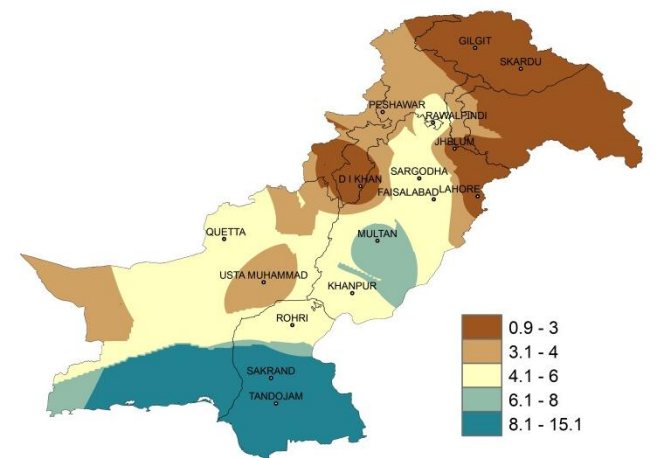 GILGIT
SKARDU
PESHAWAR
RAWALPINDI
JHELUM
SARGODHA
D I KHAN
FAISALABAD
LAHORE
QUETTA
MULTAN
USTA MUHAMMAD
KHANPUR
ROHRI
SAKRAND
TANDOJAM
0.9 - 3
3.1 - 4
4.1 - 6
6.1 - 8
8.1 - 15.1